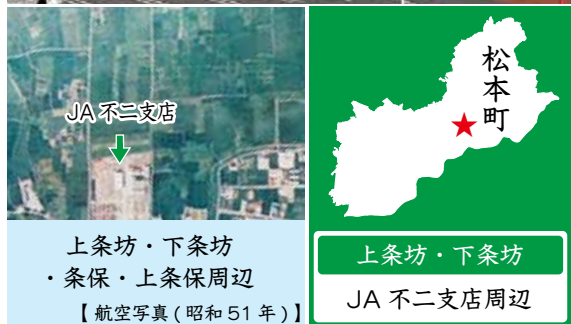 JA 不二支店
上条坊・下条坊
・条保・上条保周辺
【 航空写真 ( 昭和 51 年 ) 】
松本町
上条坊・下条坊
JA 不二支店周辺